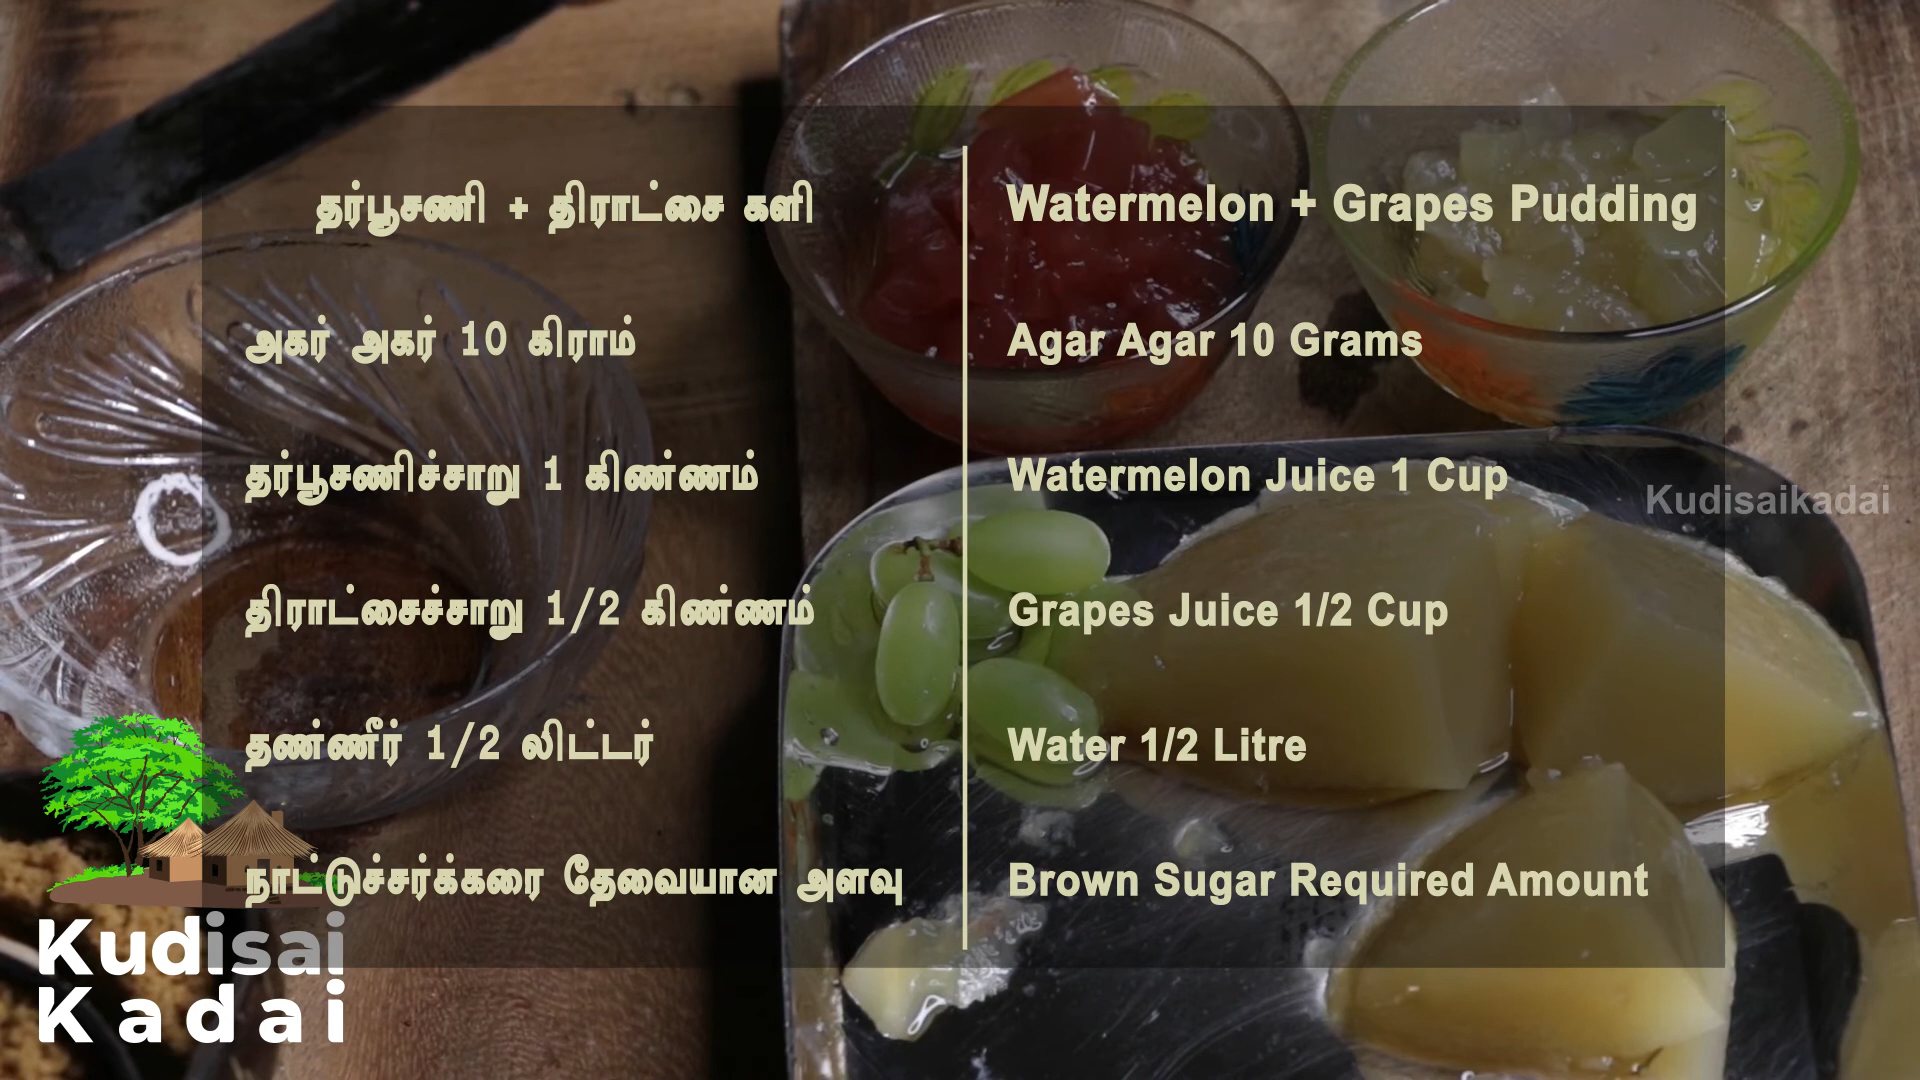 தர்பூசணி + திராட்சை களி
அகர் அகர் 10 கிராம்
தர்பூசணிச்சாறு 1 கிண்ணம்
திராட்சைச்சாறு 1/2 கிண்ணம்
தண்ணீர் 1/2 லிட்டர்
நாட்டுச்சர்க்கரை தேவையான அளவு
Watermelon + Grapes Pudding
Agar Agar 10 Grams
Watermelon Juice 1 Cup
Grapes Juice 1/2 Cup
Water 1/2 Litre
Brown Sugar Required Amount
Kudisaikadai
Kudisai
Kadai